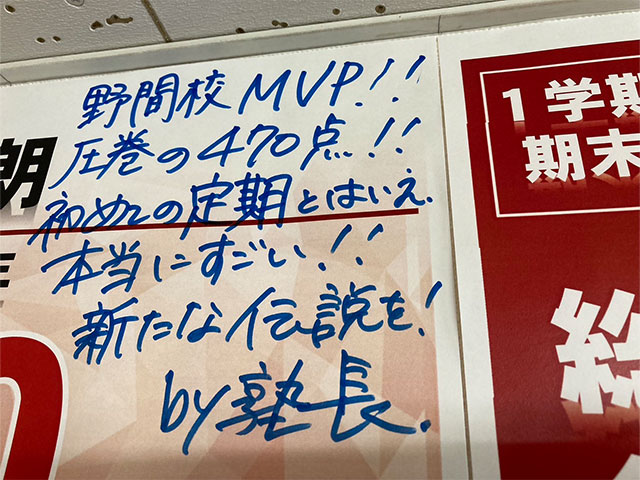 野間校MVP!!
圧巻の470点!!
初めての定期とはいえ.
本当にすごい!!
新たな伝説を!
by塾長.
朗
1学期
期末
総